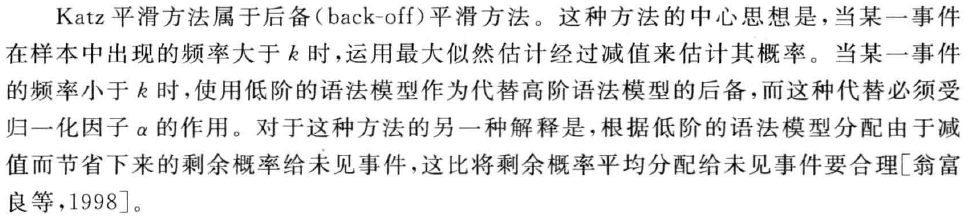 Katz 平滑方法属于后备(back-off)平滑方法。这种方法的中心思想是,当某一事件
在样本中出现的频率大于 k 时,运用最大似然估计经过减值来估计其概率。当某一事件
的频率小于 k 时,使用低阶的语法模型作为代替高阶语法模型的后备,而这种代替必须受
归一化因子 α 的作用。对于这种方法的另一种解释是,根据低阶的语法模型分配由于减
值而节省下来的剩余概率给未见事件,这比将剩余概率平均分配给未见事件要合理[翁富
良等,1998]。